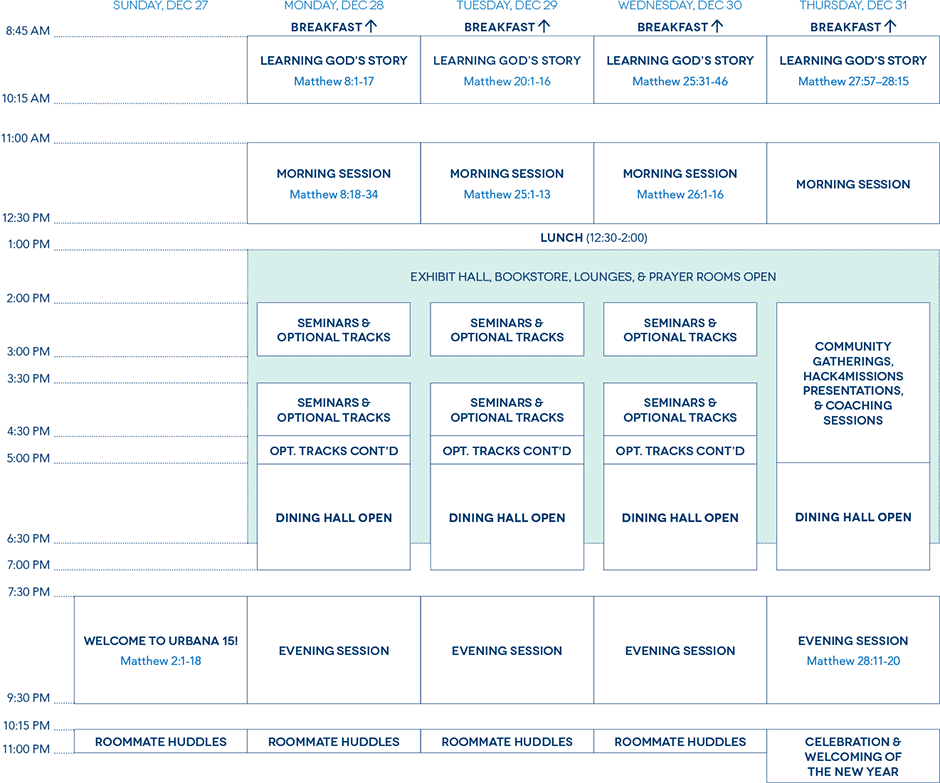 SUNDAY, DEC 27 MONDAY, DEC 28 TUESDAY, DEC 29 WEDNESDAY, DEC 30 THURSDAY, DEC 31
BREAKFAST ↑ BREAKFAST ↑ BREAKFAST ↑ BREAKFAST ↑
8:45 AM
LEARNING GOD'S STORY LEARNING GOD'S STORY LEARNING GOD'S STORY LEARNING GOD'S STORY
Matthew 8:1-17 Matthew 20:1-16 Matthew 25:31-46 Matthew 27:57–28:15
10:15 AM
11:00 AM
MORNING SESSION MORNING SESSION MORNING SESSION MORNING SESSION
Matthew 8:18-34 Matthew 25:1-13 Matthew 26:1-16
12:30 PM
LUNCH (12:30-2:00)
1:00 PM
EXHIBIT HALL, BOOKSTORE, LOUNGES, & PRAYER ROOMS OPEN
2:00 PM
SEMINARS & SEMINARS & SEMINARS &
OPTIONAL TRACKS OPTIONAL TRACKS OPTIONAL TRACKS
3:00 PM
COMMUNITY
GATHERINGS,
HACK4MISSIONS
PRESENTATIONS,
& COACHING
SESSIONS
3:30 PM
SEMINARS & SEMINARS & SEMINARS &
OPTIONAL TRACKS OPTIONAL TRACKS OPTIONAL TRACKS
4:30 PM
OPT. TRACKS CONT'D OPT. TRACKS CONT'D OPT. TRACKS CONT'D
5:00 PM
DINING HALL OPEN DINING HALL OPEN DINING HALL OPEN DINING HALL OPEN
6:30 PM
7:00 PM
7:30 PM
WELCOME TO URBANA 15! EVENING SESSION EVENING SESSION EVENING SESSION EVENING SESSION
Matthew 2:1-18 Matthew 28:11-20
9:30 PM
10:15 PM
ROOMMATE HUDDLES ROOMMATE HUDDLES ROOMMATE HUDDLES ROOMMATE HUDDLES CELEBRATION &
11:00 PM
WELCOMING OF
THE NEW YEAR